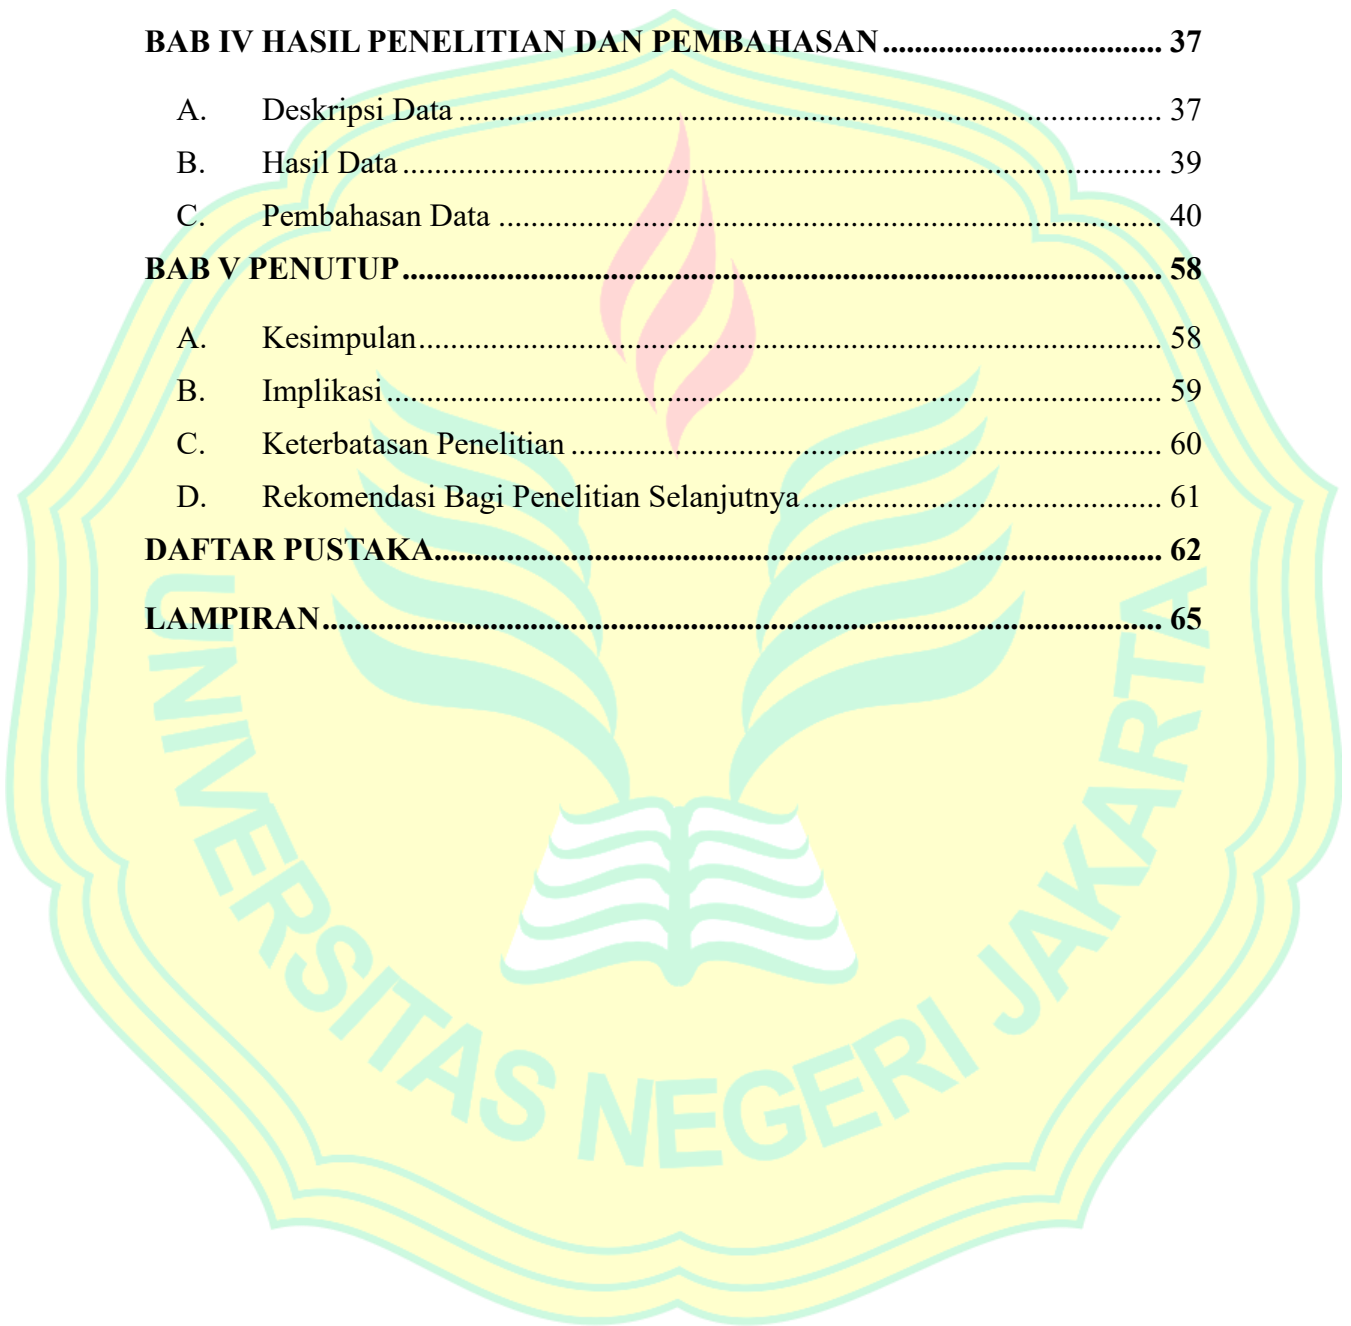 BAB IV HASIL PENELITIAN DAN PEMBAHASAN.................................. 37
A. Deskripsi Data ........................................................................................ 37
B. Hasil Data ............................................................................................... 39
C. Pembahasan Data ................................................................................... 40
BAB V PENUTUP............................................................................................. 58
A. Kesimpulan............................................................................................. 58
B. Implikasi ................................................................................................. 59
C. Keterbatasan Penelitian .......................................................................... 60
D. Rekomendasi Bagi Penelitian Selanjutnya............................................. 61
DAFTAR PUSTAKA......................................................................................... 62
LAMPIRAN....................................................................................................... 65
UNIVERSITAS NEGERI JAKARTA